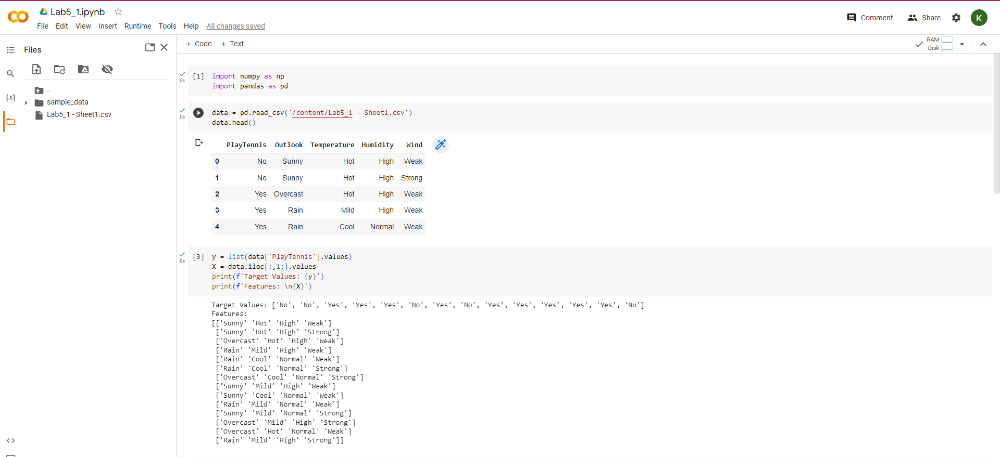 Lab5_1.ipynb
File Edit View Insert Runtime Tools Help All changes saved
Comment Share K
Files
+ Code + Text
RAM
Disk
..
sample_data
Lab5_1 - Sheet1.csv
{x}
<>
0s
[1] import numpy as np
import pandas as pd
0s
data = pd.read_csv('/content/Lab5_1 - Sheet1.csv')
data.head()
PlayTennis Outlook Temperature Humidity Wind
0 No Sunny Hot High Weak
1 No Sunny Hot High Strong
2 Yes Overcast Hot High Weak
3 Yes Rain Mild High Weak
4 Yes Rain Cool Normal Weak
0s
[3] y = list(data['PlayTennis'].values)
X = data.iloc[:,1:].values
print(f'Target Values: {y}')
print(f'Features: \n{X}')
Target Values: ['No', 'No', 'Yes', 'Yes', 'Yes', 'No', 'Yes', 'No', 'Yes', 'Yes', 'Yes', 'Yes', 'Yes', 'No']
Features:
[['Sunny' 'Hot' 'High' 'Weak']
['Sunny' 'Hot' 'High' 'Strong']
['Overcast' 'Hot' 'High' 'Weak']
['Rain' 'Mild' 'High' 'Weak']
['Rain' 'Cool' 'Normal' 'Weak']
['Rain' 'Cool' 'Normal' 'Strong']
['Overcast' 'Cool' 'Normal' 'Strong']
['Sunny' 'Mild' 'High' 'Weak']
['Sunny' 'Cool' 'Normal' 'Weak']
['Rain' 'Mild' 'Normal' 'Weak']
['Sunny' 'Mild' 'Normal' 'Strong']
['Overcast' 'Mild' 'High' 'Strong']
['Overcast' 'Hot' 'Normal' 'Weak']
['Rain' 'Mild' 'High' 'Strong']]